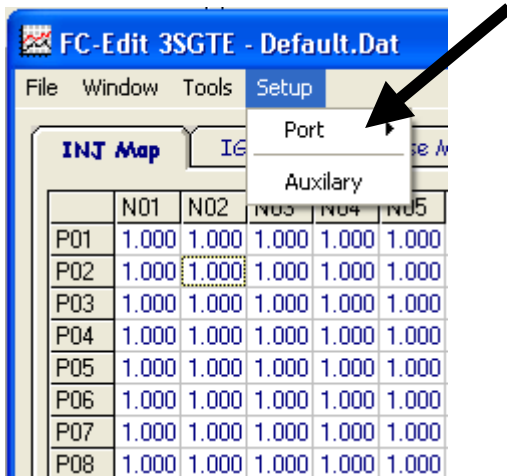 FC-Edit 3SGTE - Default.Dat
File Window Tools Setup
Port
Auxilary
INJ Map
N01 N02 N03 N04 N05
P01 1.000 1.000 1.000 1.000 1.000
P02 1.000 1.000 1.000 1.000 1.000
P03 1.000 1.000 1.000 1.000 1.000
P04 1.000 1.000 1.000 1.000 1.000
P05 1.000 1.000 1.000 1.000 1.000
P06 1.000 1.000 1.000 1.000 1.000
P07 1.000 1.000 1.000 1.000 1.000
P08 1.000 1.000 1.000 1.000 1.000